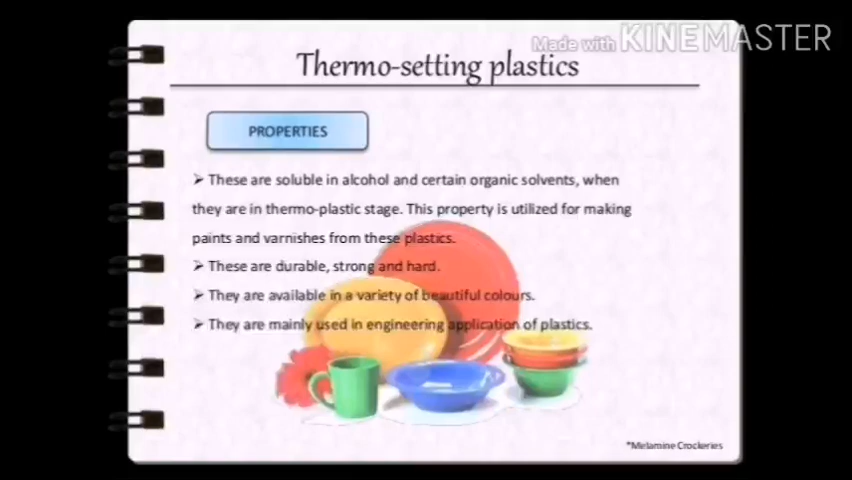 Made with KINEMASTER
Thermo-setting plastics
PROPERTIES
➢ These are soluble in alcohol and certain organic solvents, when
they are in thermo-plastic stage. This property is utilized for making
paints and varnishes from these plastics.
➢ These are durable, strong and hard.
➢ They are available in a variety of beautiful colours.
➢ They are mainly used in engineering application of plastics.
*Melamine Crockeries